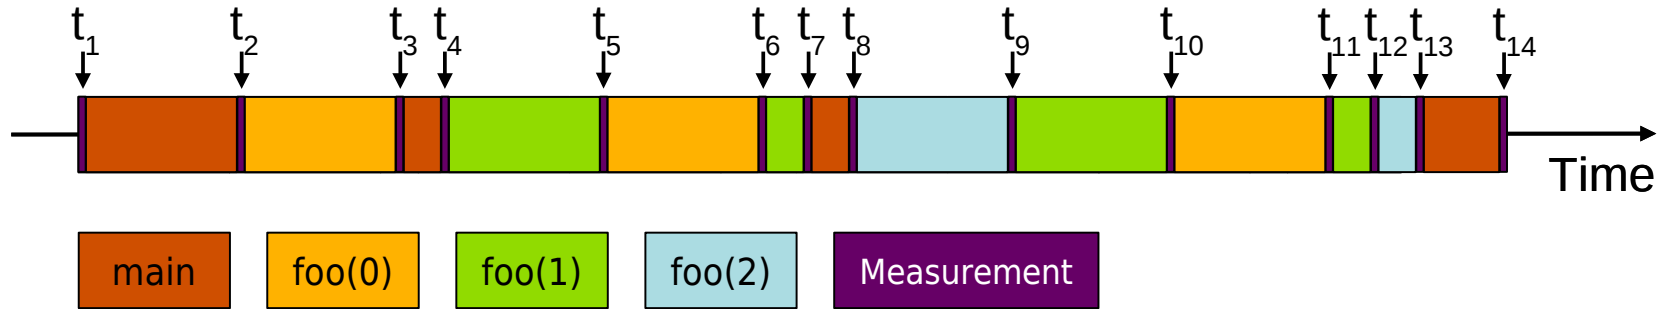 t1 t2 t3 t4 t5 t6 t7 t8 t9 t10 t11 t12 t13 t14
Time
main foo(0) foo(1) foo(2) Measurement